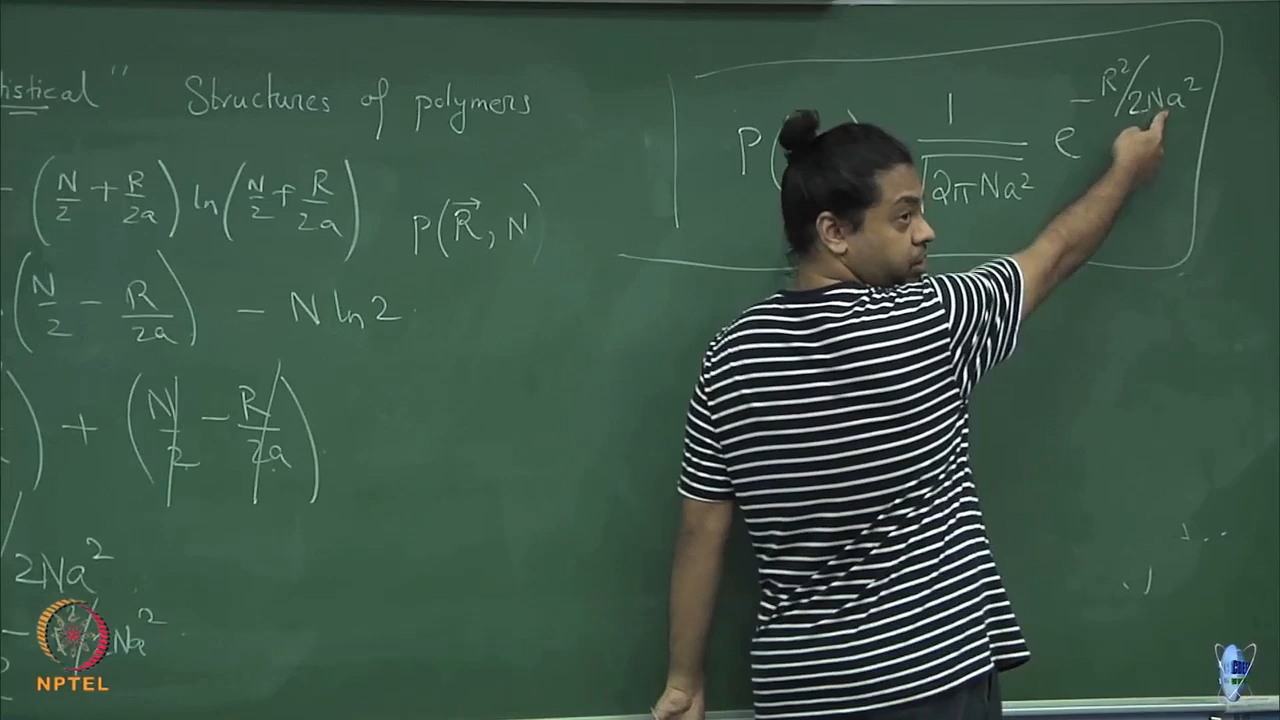 tistical" Structures of polymers
- (N/2 + R/2a) ln (N/2 + R/2a)
P(R⃗, N)
(N/2 - R/2a) - N ln 2
) + (N/2 - R/2a)
2Na²
Na²
P( ) 1/√2πNa² e^{-R²/2Na²}
NPTEL